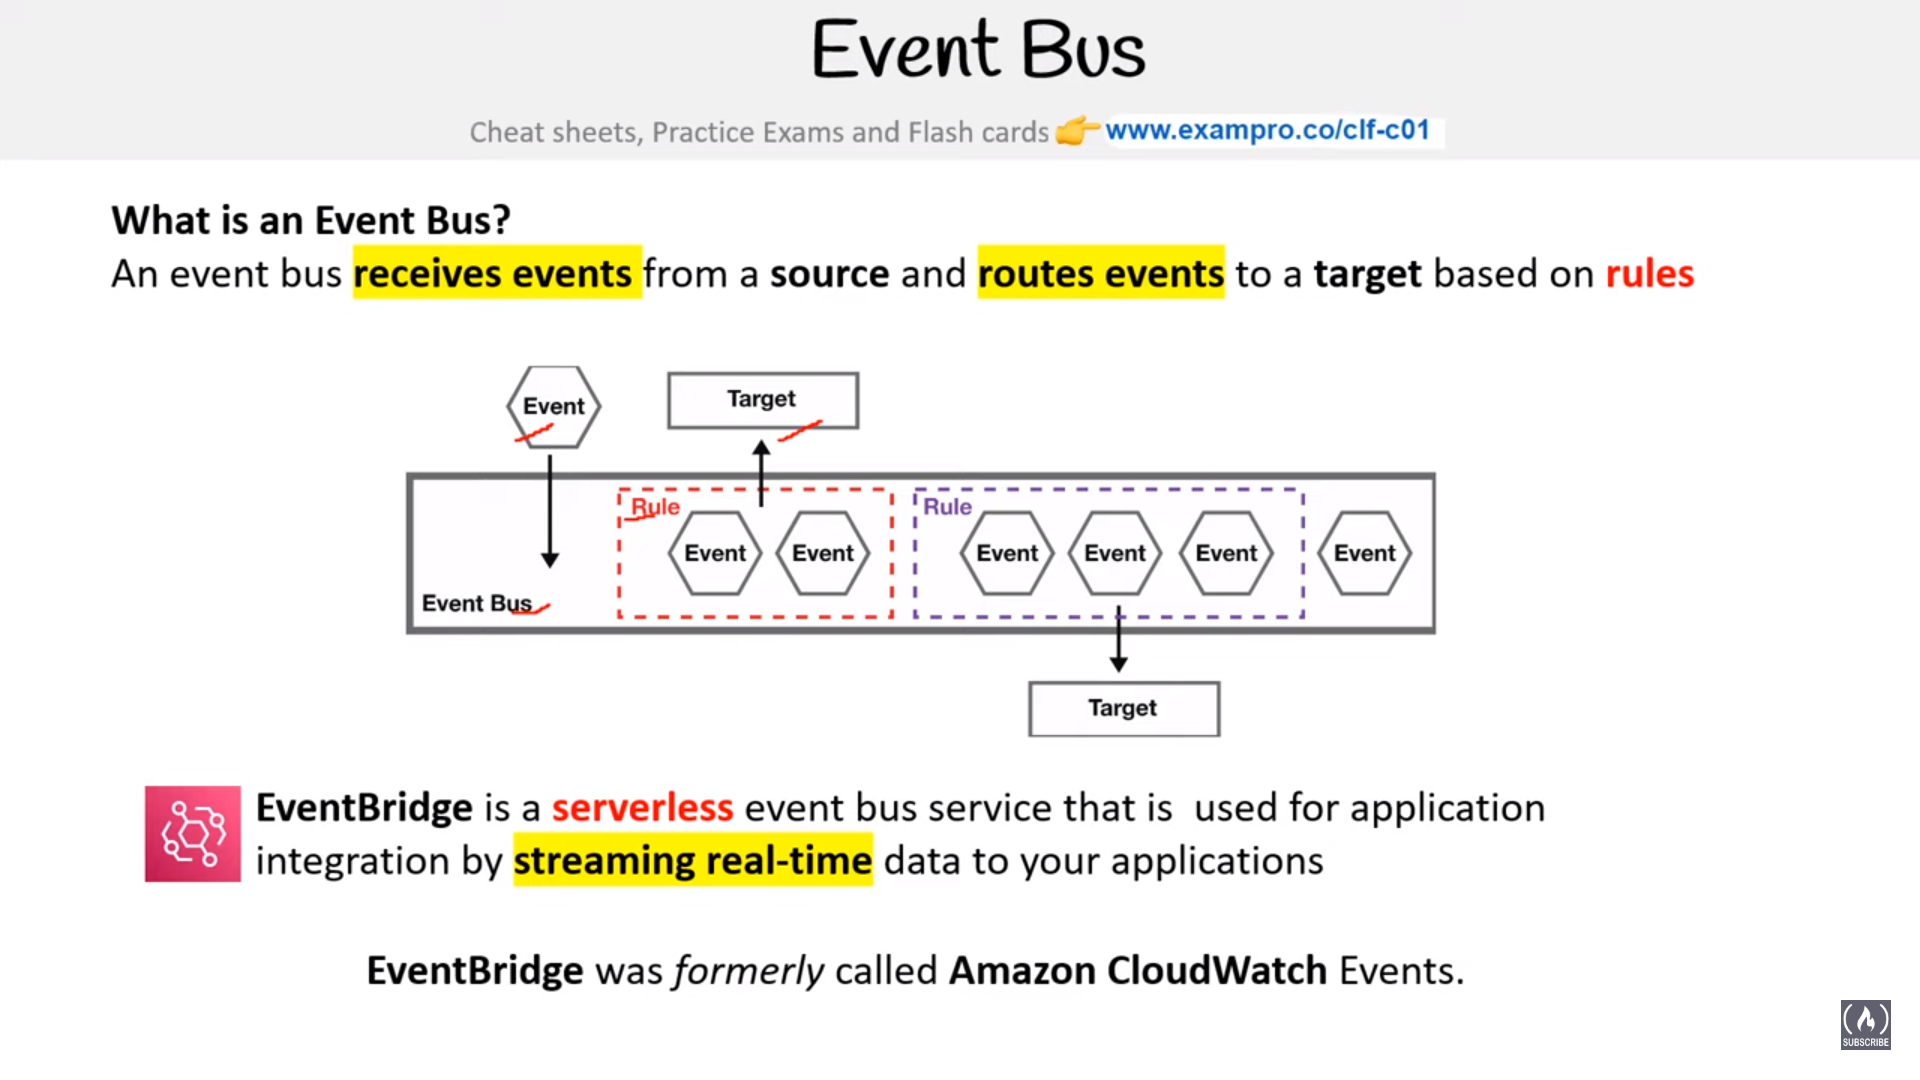 Event Bus
Cheat sheets, Practice Exams and Flash cards 👉 www.exampro.co/clf-c01
What is an Event Bus?
An event bus receives events from a source and routes events to a target based on rules
Event
Target
Rule
Event Event
Rule
Event Event Event
Event
Event Bus
Target
EventBridge is a serverless event bus service that is used for application
integration by streaming real-time data to your applications
EventBridge was formerly called Amazon CloudWatch Events.
SUBSCRIBE